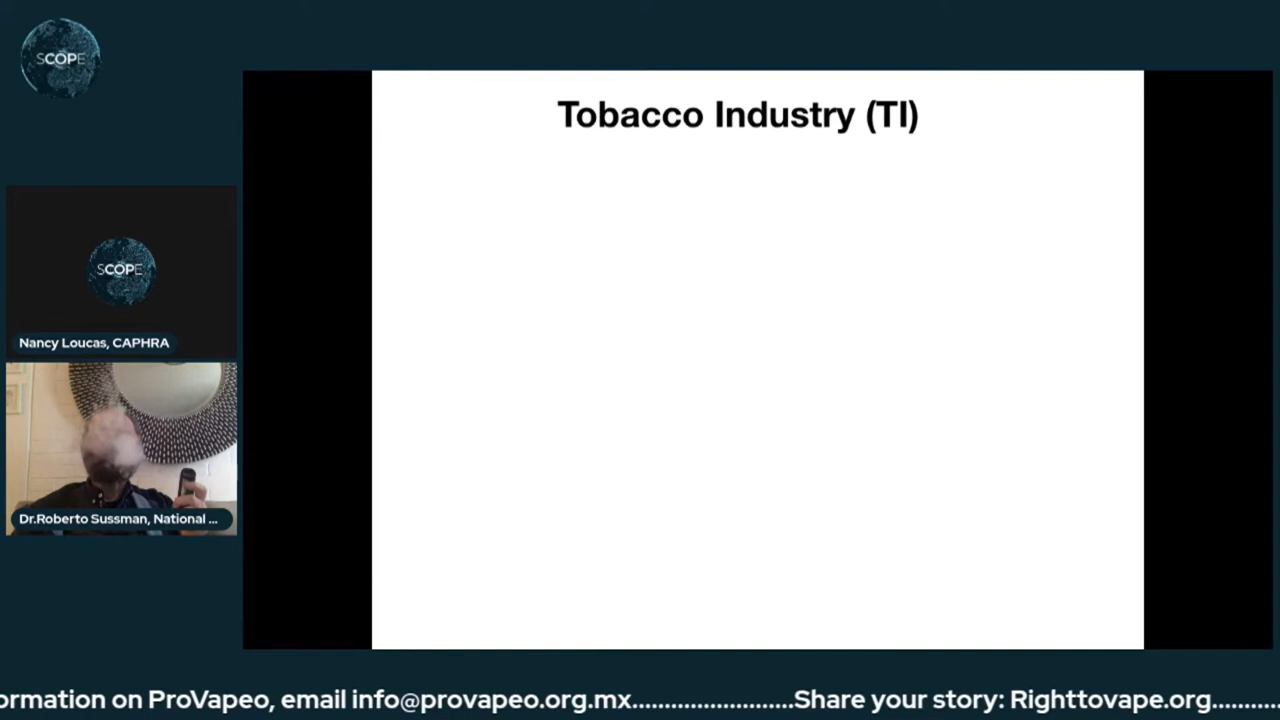 SCOPE
Tobacco Industry (TI)
SCOPE
Nancy Loucas, CAPHRA
Dr.Roberto Sussman, National ...
ormation on ProVapeo, email info@provapeo.org.mx.........................Share your story: Righttovape.org..........